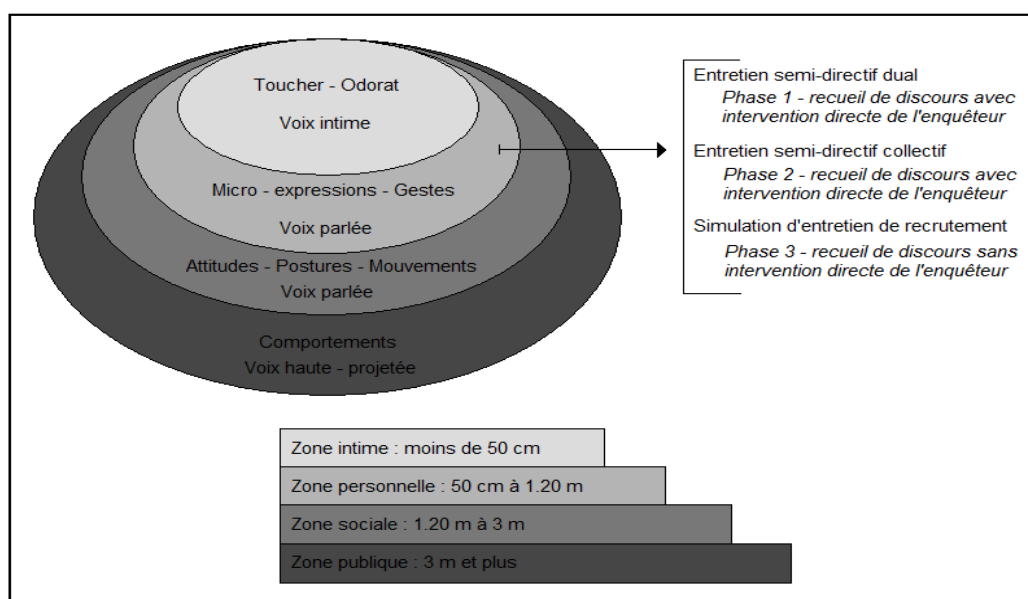 Toucher - Odorat
Voix intime
Micro - expressions - Gestes
Voix parlée
Attitudes - Postures - Mouvements
Voix parlée
Comportements
Voix haute - projetée
Entretien semi-directif dual
Phase 1 - recueil de discours avec
intervention directe de l'enquêteur
Entretien semi-directif collectif
Phase 2 - recueil de discours avec
intervention directe de l'enquêteur
Simulation d'entretien de recrutement
Phase 3 - recueil de discours sans
intervention directe de l'enquêteur
Zone intime : moins de 50 cm
Zone personnelle : 50 cm à 1.20 m
Zone sociale : 1.20 m à 3 m
Zone publique : 3 m et plus